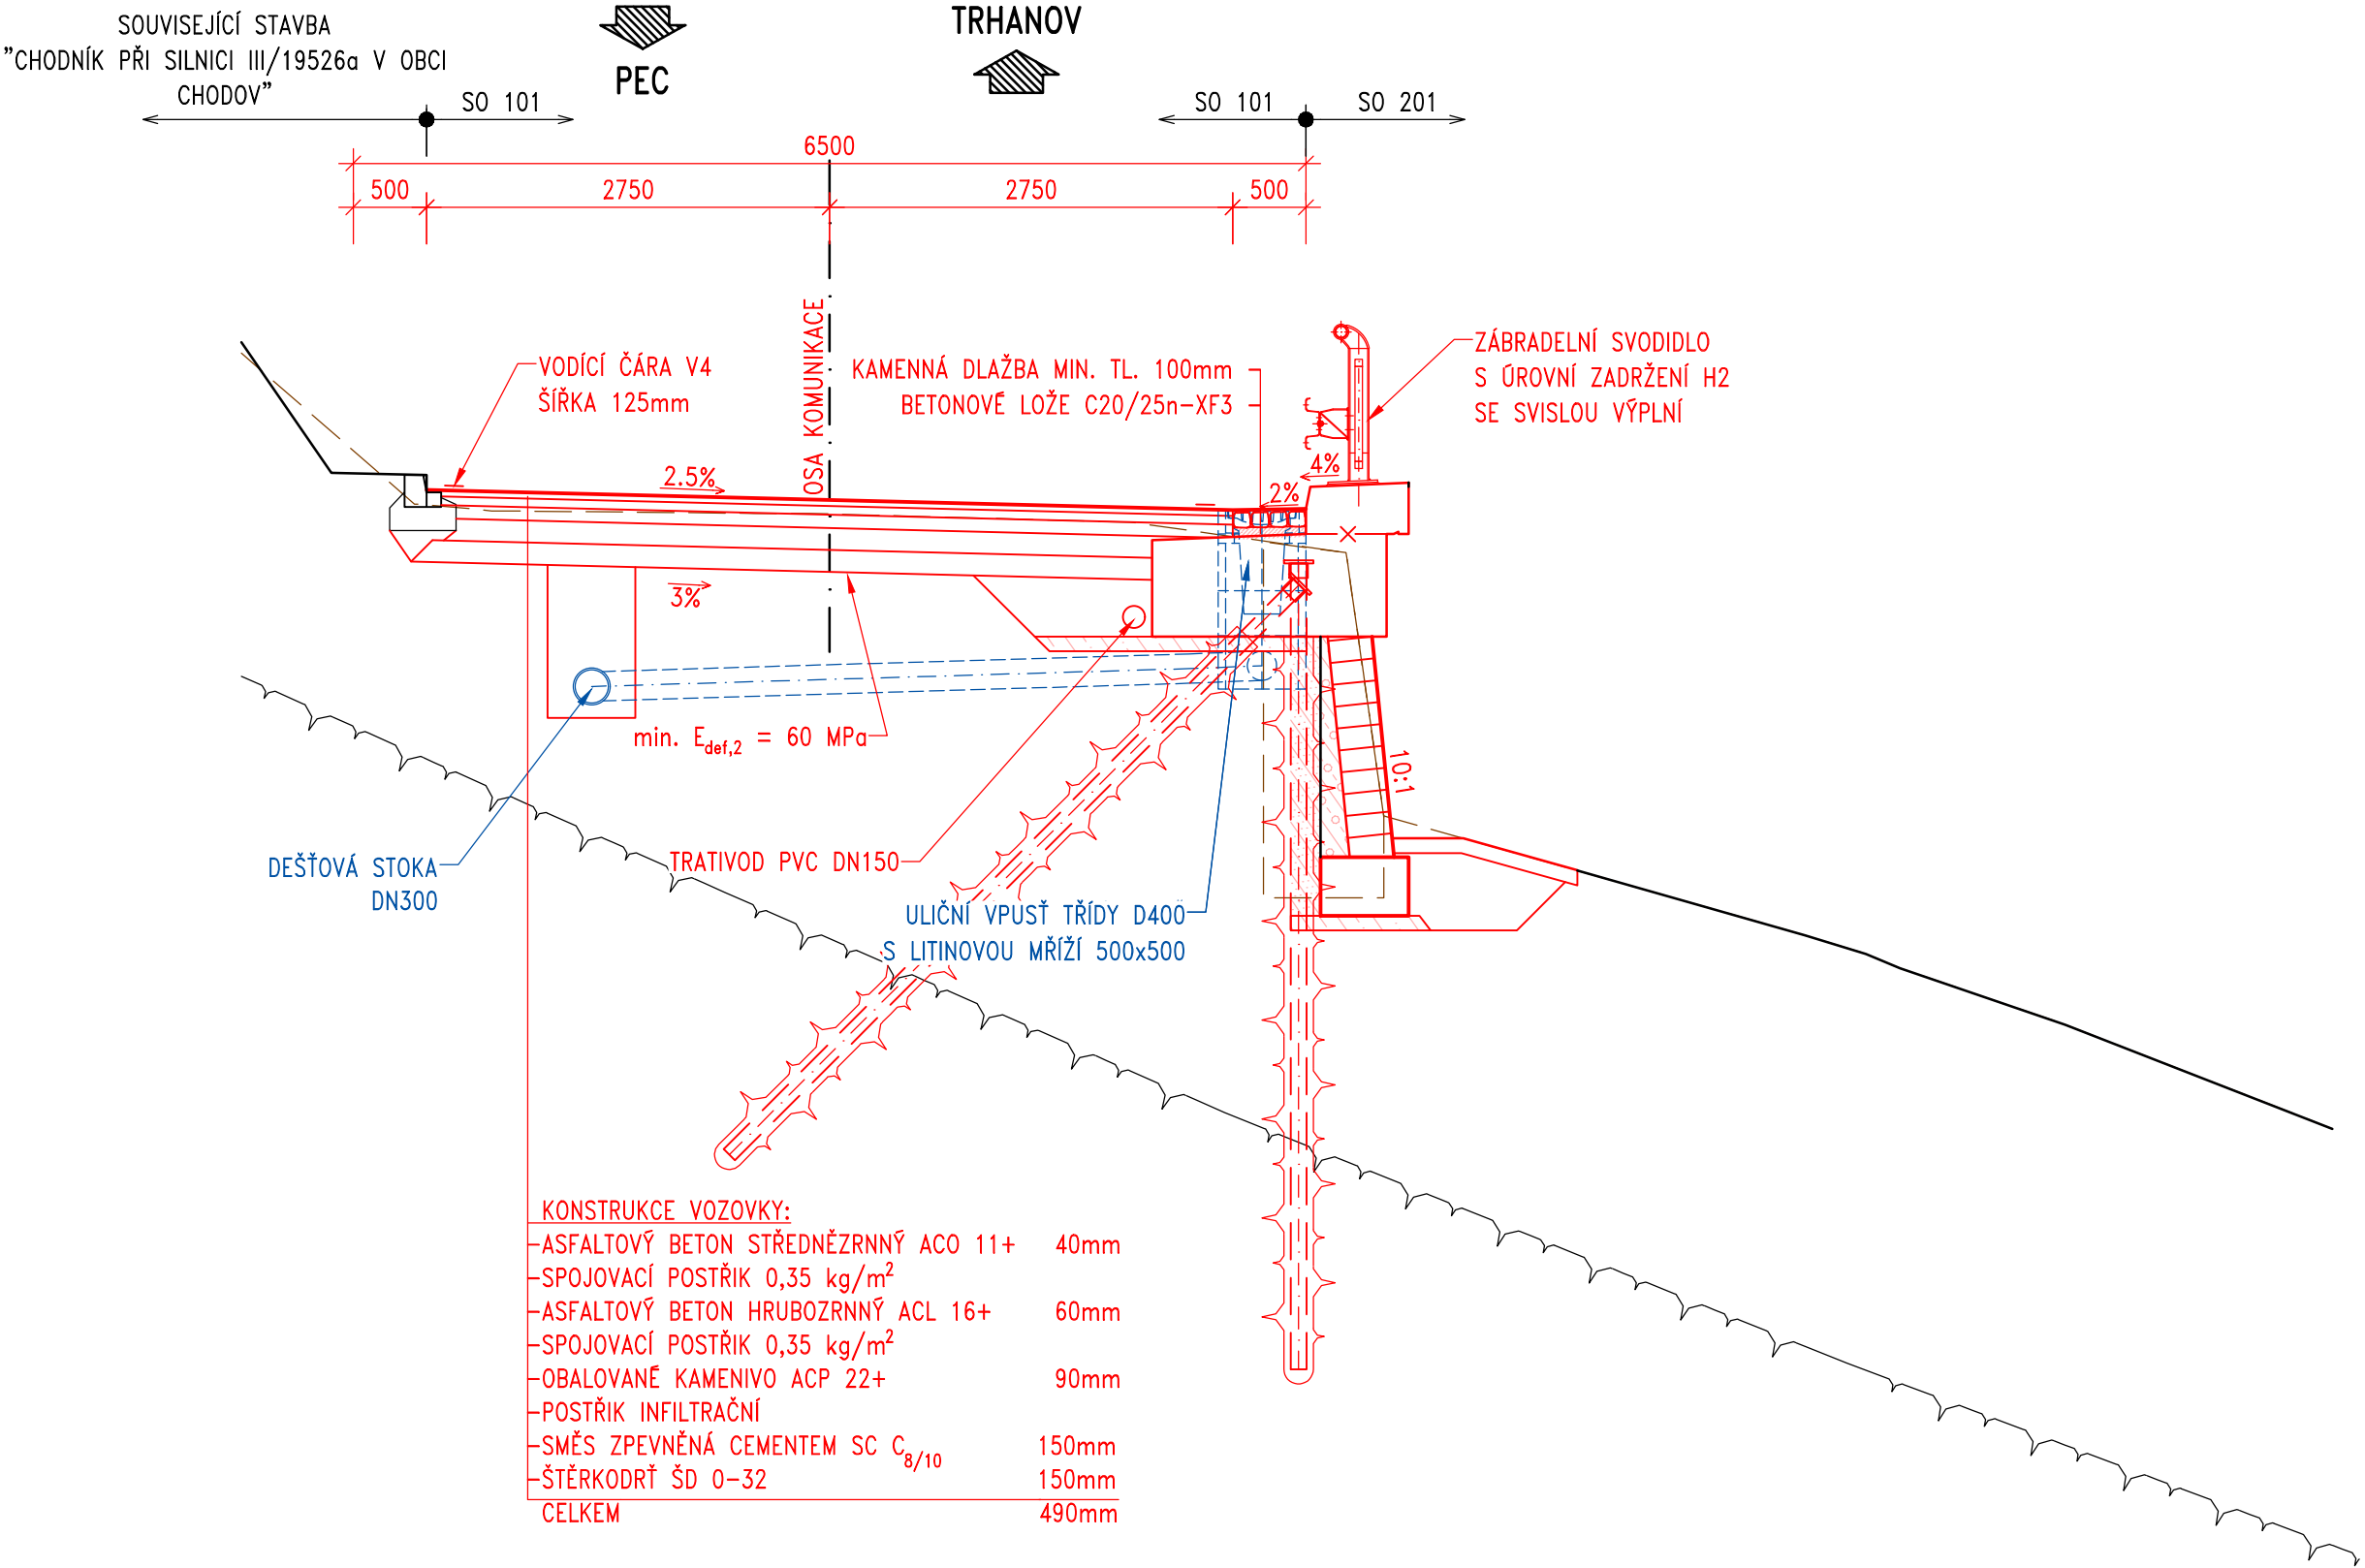 SOUVISEJÍCÍ STAVBA
"CHODNÍK PŘI SILNICI III/19526a V OBCI
CHODOV"
PEC
TRHANOV
SO 101
SO 101
SO 201
6500
500
2750
2750
500
OSA KOMUNIKACE
VODÍCÍ ČÁRA V4
ŠÍŘKA 125mm
KAMENNÁ DLAŽBA MIN. TL. 100mm
BETONOVÉ LOŽE C20/25n-XF3
ZÁBRADELNÍ SVODIDLO
S ÚROVNÍ ZADRŽENÍ H2
SE SVISLOU VÝPLNÍ
2.5%
4%
2%
3%
min. Edef,2 = 60 MPa
10:1
TRATIVOD PVC DN150
DEŠŤOVÁ STOKA
DN300
ULIČNÍ VPUSŤ TŘÍDY D400
S LITINOVOU MŘÍŽÍ 500x500
KONSTRUKCE VOZOVKY:
ASFALTOVÝ BETON STŘEDNĚZRNNÝ ACO 11+ 40mm
SPOJOVACÍ POSTŘIK 0,35 kg/m²
ASFALTOVÝ BETON HRUBOZRNNÝ ACL 16+ 60mm
SPOJOVACÍ POSTŘIK 0,35 kg/m²
OBALOVANÉ KAMENIVO ACP 22+ 90mm
POSTŘIK INFILTRAČNÍ
SMĚS ZPEVNĚNÁ CEMENTEM SC C8/10 150mm
ŠTĚRKODRŤ ŠD 0-32 150mm
CELKEM 490mm